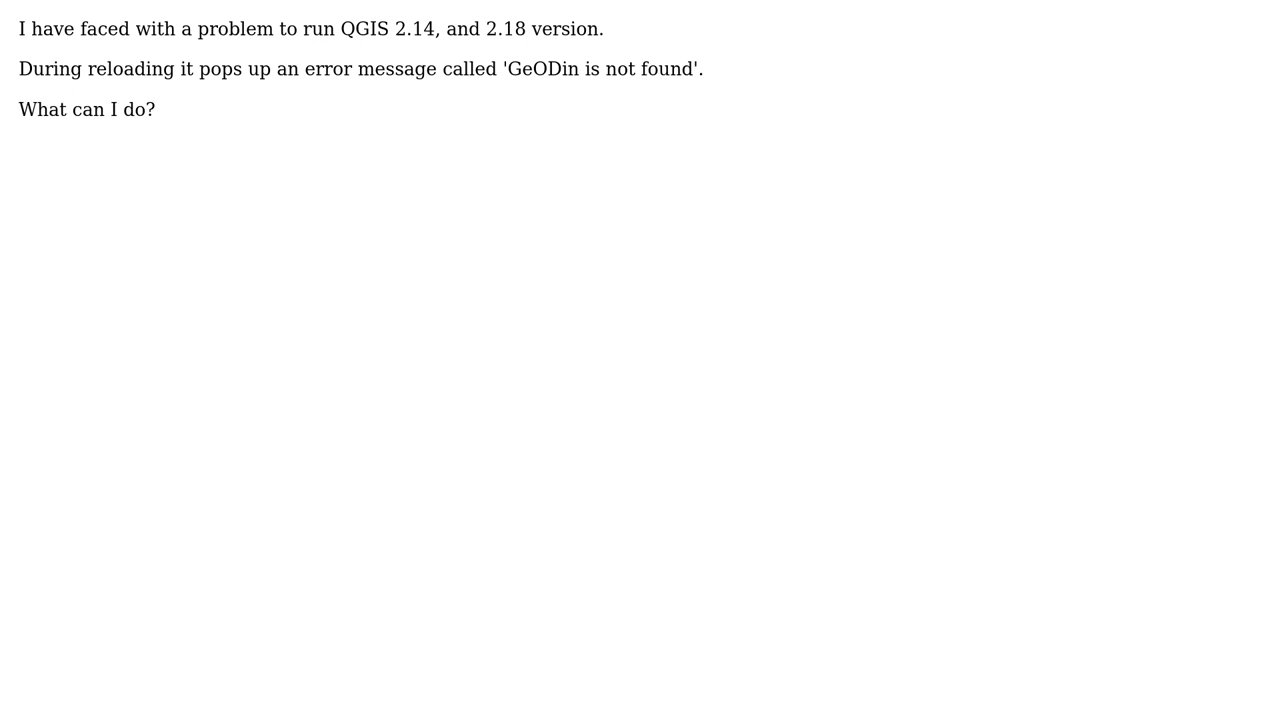 I have faced with a problem to run QGIS 2.14, and 2.18 version.
During reloading it pops up an error message called 'GeODin is not found'.
What can I do?